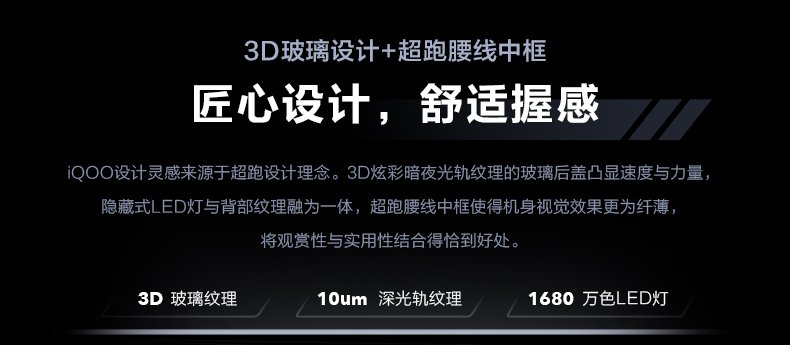 3D玻璃设计+超跑腰线中框
匠心设计，舒适握感
iQOO设计灵感来源于超跑设计理念。3D炫彩暗夜光轨纹理的玻璃后盖凸显速度与力量，
隐藏式LED灯与背部纹理融为一体，超跑腰线中框使得机身视觉效果更为纤薄，
将观赏性与实用性结合得恰到好处。
3D 玻璃纹理
10um 深光轨纹理
1680 万色LED灯